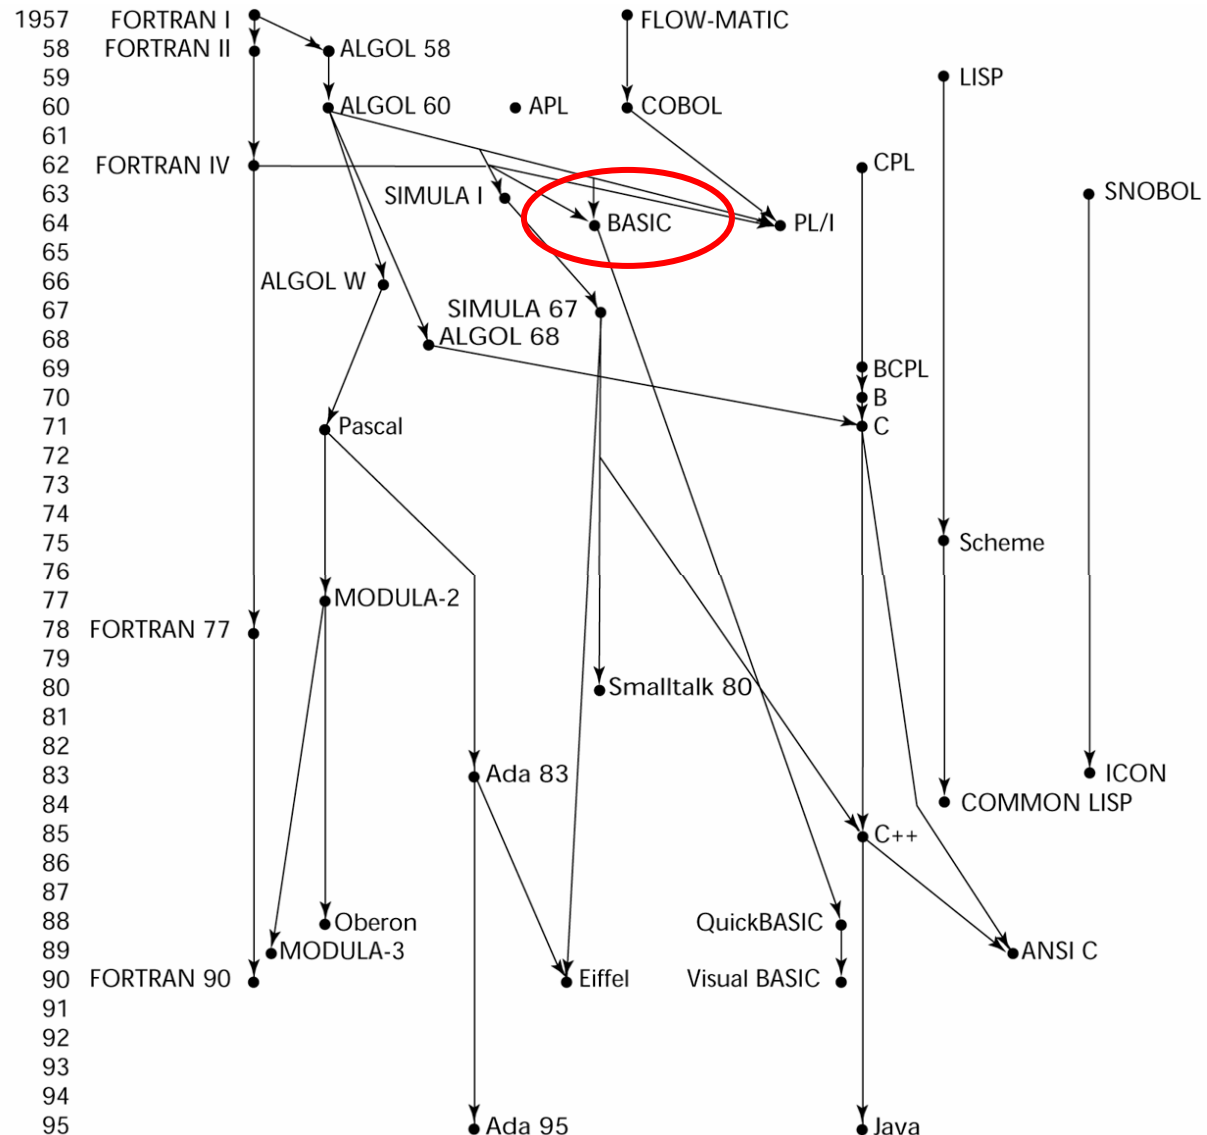 1957 FORTRAN I FLOW-MATIC
58 FORTRAN II ALGOL 58
59 LISP
60 ALGOL 60 APL COBOL
61
62 FORTRAN IV CPL
63 SIMULA I SNOBOL
64 BASIC PL/I
65
66 ALGOL W
67 SIMULA 67
68 ALGOL 68
69 BCPL
70 B
71 Pascal C
72
73
74
75 Scheme
76
77 MODULA-2
78 FORTRAN 77
79
80 Smalltalk 80
81
82
83 Ada 83 ICON
84 COMMON LISP
85 C++
86
87
88 Oberon QuickBASIC
89 MODULA-3 ANSI C
90 FORTRAN 90 Eiffel Visual BASIC
91
92
93
94
95 Ada 95 Java